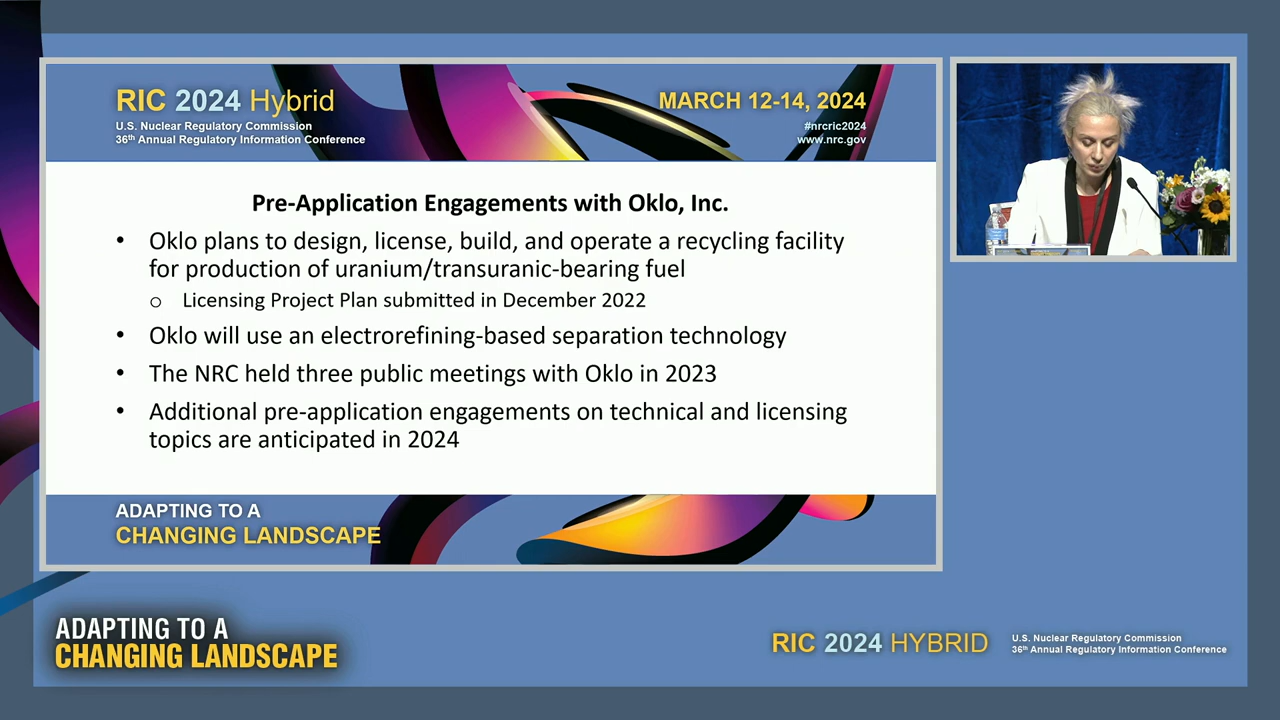 RIC 2024 Hybrid
U.S. Nuclear Regulatory Commission
36th Annual Regulatory Information Conference
MARCH 12-14, 2024
#nrcric2024
www.nrc.gov
Pre-Application Engagements with Oklo, Inc.
• Oklo plans to design, license, build, and operate a recycling facility
for production of uranium/transuranic-bearing fuel
o Licensing Project Plan submitted in December 2022
• Oklo will use an electrorefining-based separation technology
• The NRC held three public meetings with Oklo in 2023
• Additional pre-application engagements on technical and licensing
topics are anticipated in 2024
ADAPTING TO A
CHANGING LANDSCAPE
ADAPTING TO A
CHANGING LANDSCAPE
RIC 2024 HYBRID
U.S. Nuclear Regulatory Commission
36th Annual Regulatory Information Conference